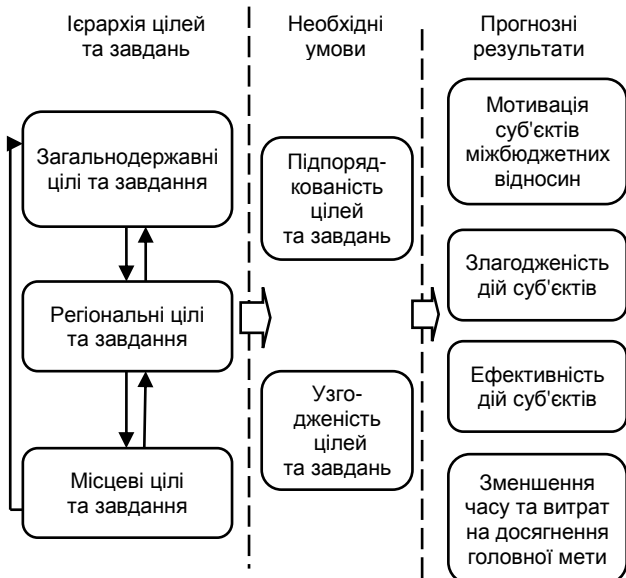 Ієрархія цілей
та завдань
Необхідні
умови
Прогнозні
результати
Загальнодержавні
цілі та завдання
Регіональні цілі
та завдання
Місцеві цілі
та завдання
Підпоряд-
кованість
цілей
та завдань
Узго-
дженість
цілей
та завдань
Мотивація
суб'єктів
міжбюджетних
відносин
Злагодженість
дій суб'єктів
Ефективність
дій суб'єктів
Зменшення
часу та витрат
на досягнення
головної мети